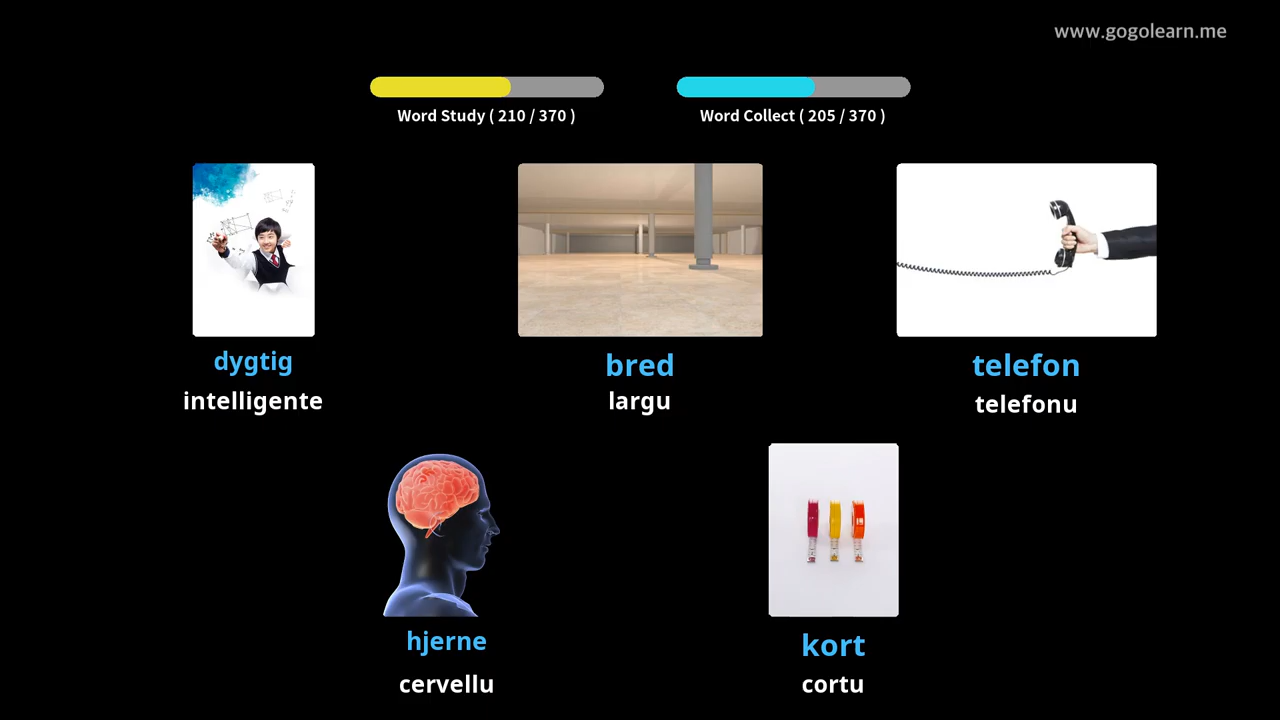 www.gogolearn.me
Word Study ( 210 / 370 )
Word Collect ( 205 / 370 )
dygtig
intelligente
bred
largu
telefon
telefonu
hjerne
cervellu
kort
cortu